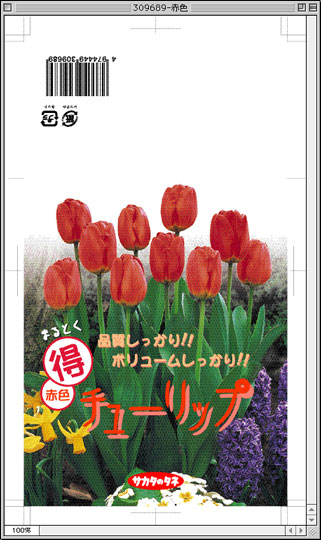 309689-赤色
4 974449 309689
まるとく
得
赤色
品質しっかり!!
ボリュームしっかり!!
チューリップ
サカタのタネ
100%